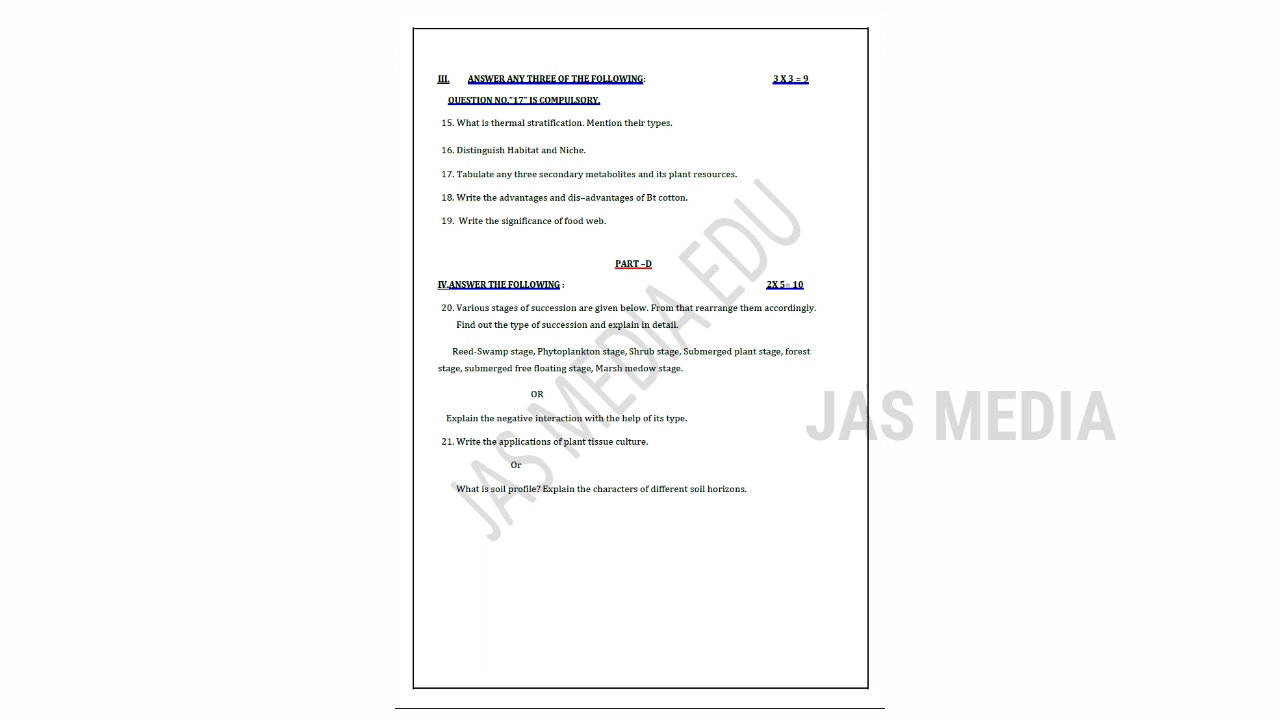 III. ANSWER ANY THREE OF THE FOLLOWING: 3 X 3 = 9
QUESTION NO."17" IS COMPULSORY.
15. What is thermal stratification. Mention their types.
16. Distinguish Habitat and Niche.
17. Tabulate any three secondary metabolites and its plant resources.
18. Write the advantages and dis–advantages of Bt cotton.
19. Write the significance of food web.
PART –D
IV.ANSWER THE FOLLOWING : 2X 5= 10
20. Various stages of succession are given below. From that rearrange them accordingly.
Find out the type of succession and explain in detail.
Reed-Swamp stage, Phytoplankton stage, Shrub stage, Submerged plant stage, forest
stage, submerged free floating stage, Marsh medow stage.
OR
Explain the negative interaction with the help of its type.
21. Write the applications of plant tissue culture.
Or
What is soil profile? Explain the characters of different soil horizons.
JAS MEDIA EDU
JAS MEDIA